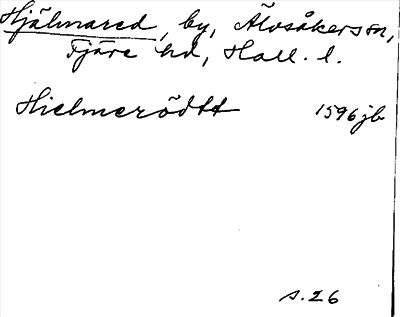 Hjälmared, by, Älvsåkers sn,
Fjäre hd, Hall. l.
Hielmerödtt 1596 jb
s. 26